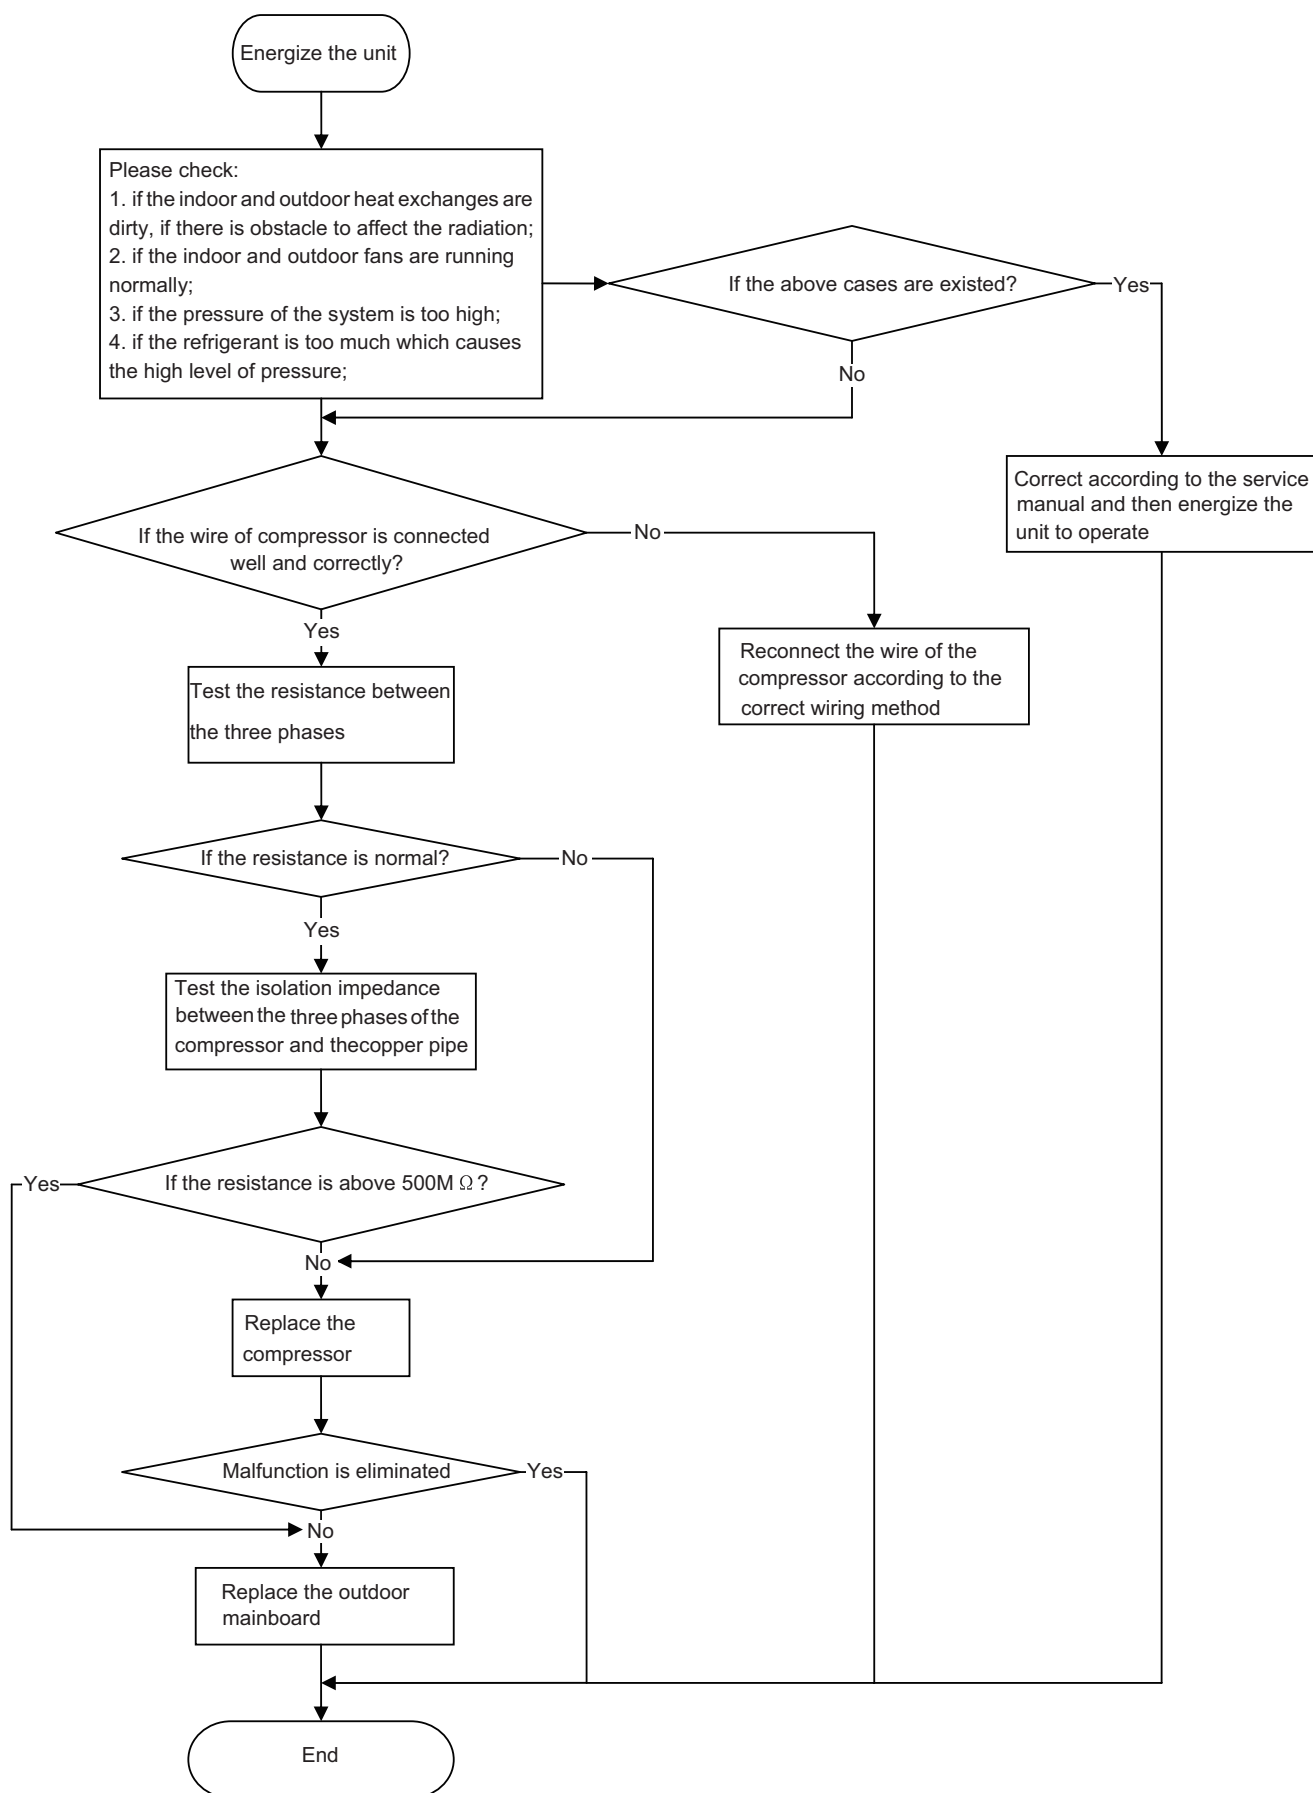 Energize the unit
Please check:
1. if the indoor and outdoor heat exchanges are
dirty, if there is obstacle to affect the radiation;
2. if the indoor and outdoor fans are running
normally;
3. if the pressure of the system is too high;
4. if the refrigerant is too much which causes
the high level of pressure;
If the above cases are existed?
Yes
No
Correct according to the service
manual and then energize the
unit to operate
If the wire of compressor is connected
well and correctly?
No
Yes
Reconnect the wire of the
compressor according to the
correct wiring method
Test the resistance between
the three phases
If the resistance is normal?
No
Yes
Test the isolation impedance
between the three phases of the
compressor and thecopper pipe
If the resistance is above 500M Ω ?
Yes
No
Replace the
compressor
Malfunction is eliminated
Yes
No
Replace the outdoor
mainboard
End